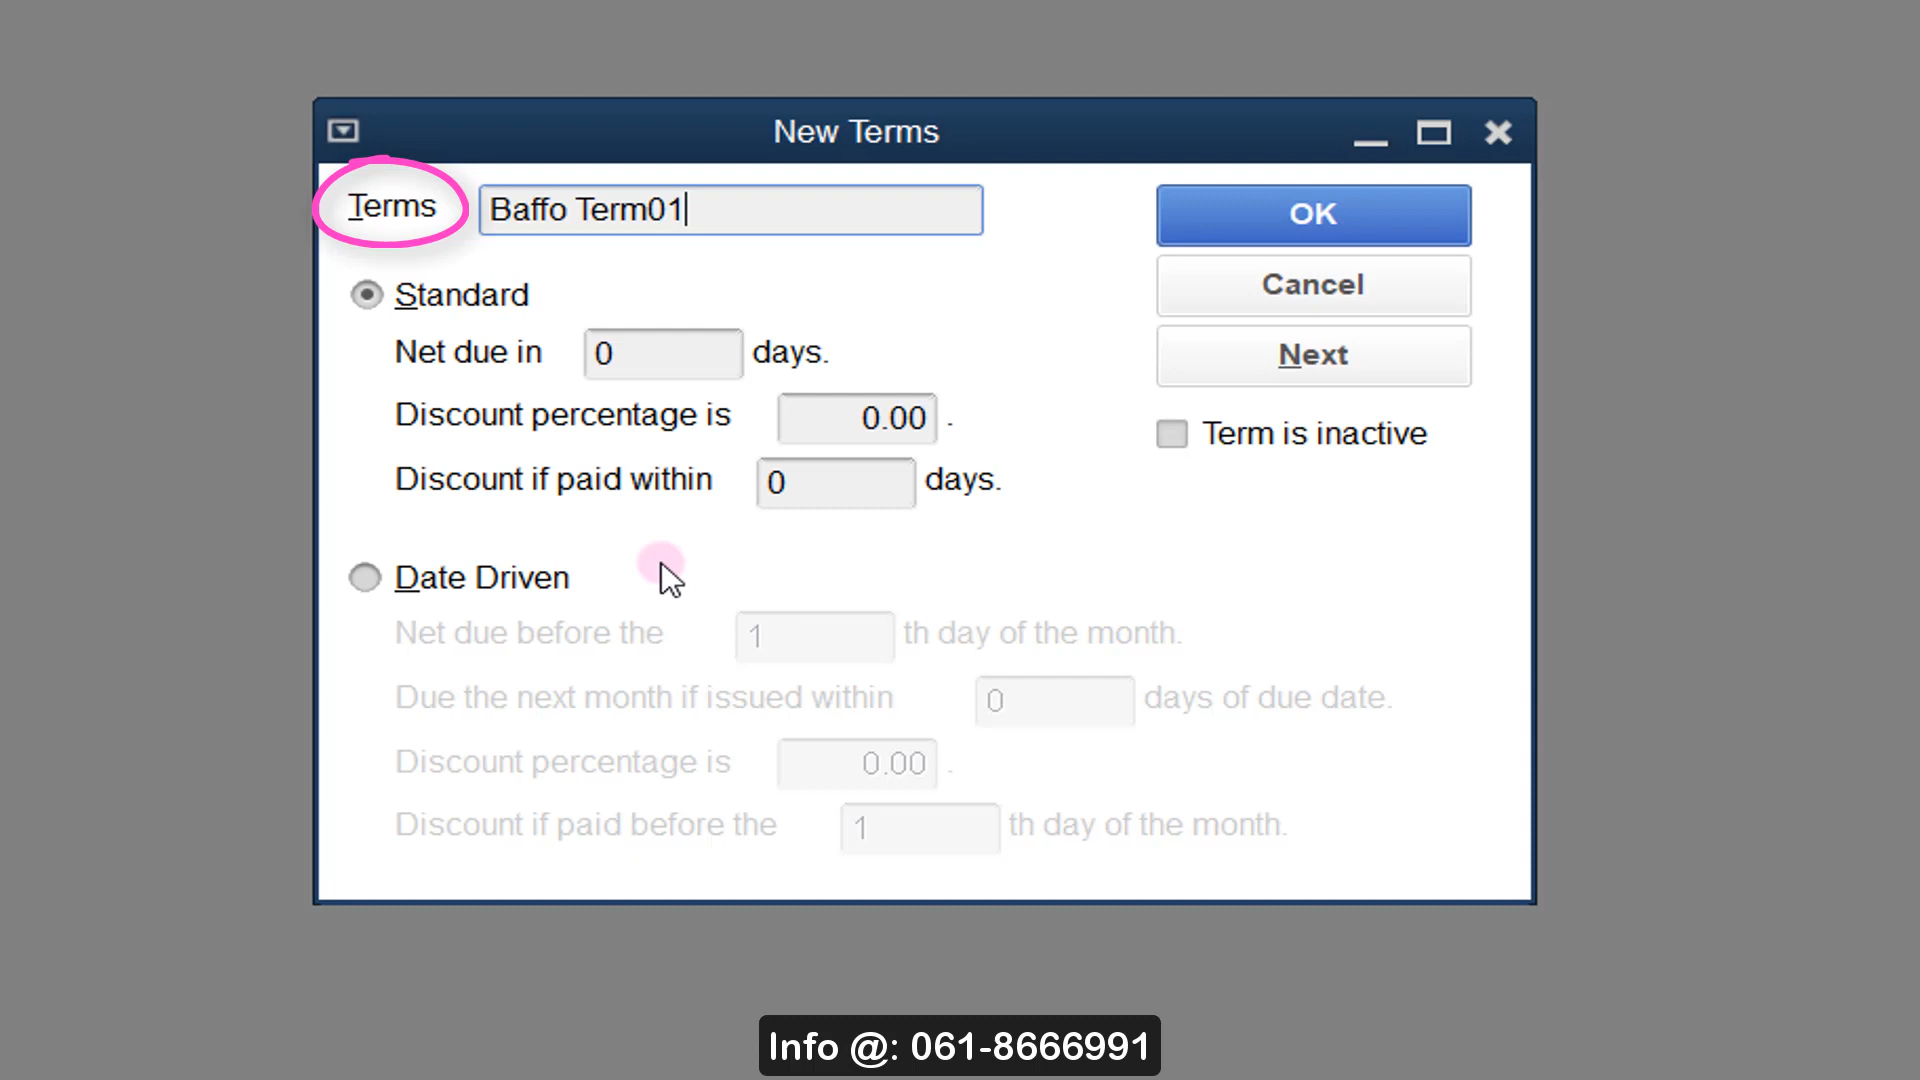 New Terms
Terms Baffo Term01 OK
Standard Cancel
Net due in 0 days. Next
Discount percentage is 0.00 . Term is inactive
Discount if paid within 0 days.
Date Driven
Net due before the 1 th day of the month.
Due the next month if issued within 0 days of due date.
Discount percentage is 0.00 .
Discount if paid before the 1 th day of the month.
Info @: 061-8666991